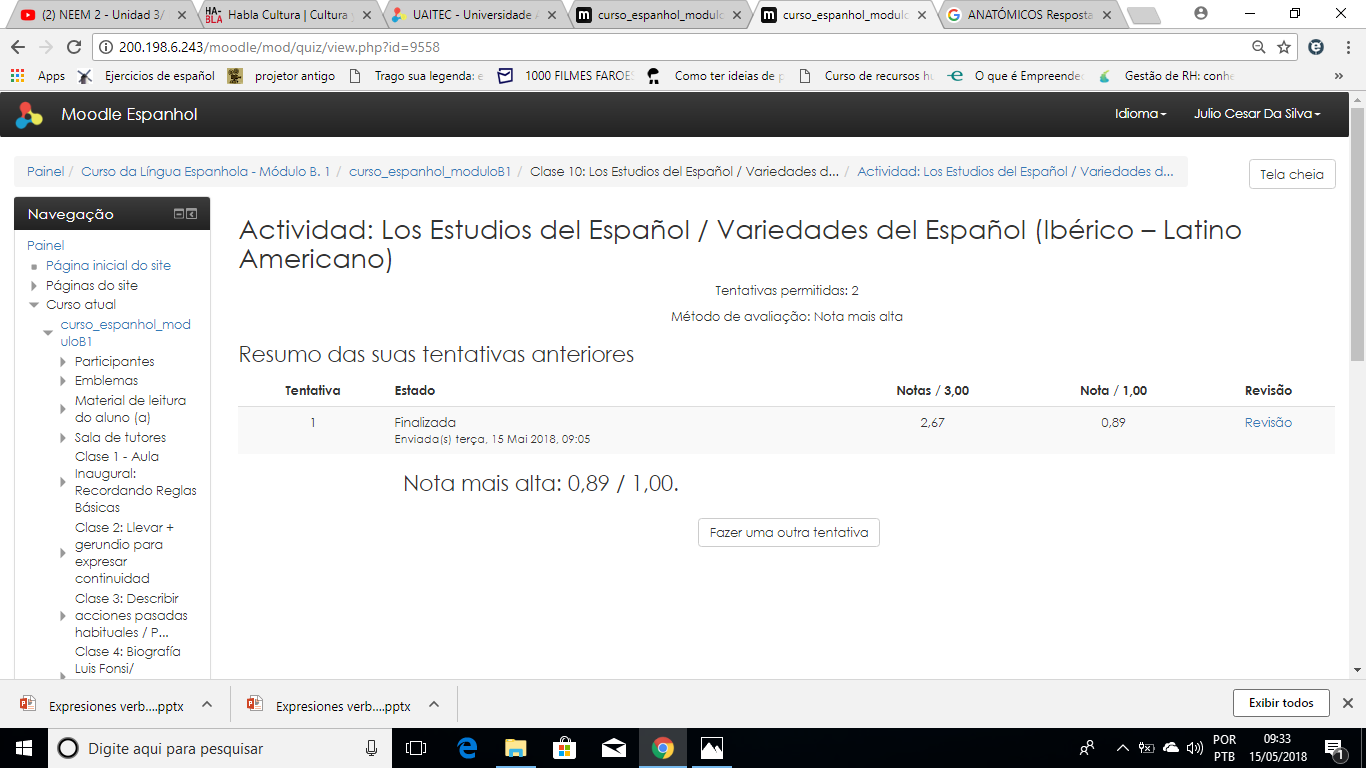 (2) NEEM 2 - Unidad 3/
Habla Cultura | Cultura y
UAITEC - Universidade A
curso_espanhol_modulo
curso_espanhol_modulo
ANATÓMICOS Resposta
200.198.6.243/moodle/mod/quiz/view.php?id=9558
Apps
Ejercicios de español
projetor antigo
Trago sua legenda: e
1000 FILMES FAROES
Como ter ideias de p
Curso de recursos hu
O que é Empreended
Gestão de RH: conhe
Moodle Espanhol
Idioma
Julio Cesar Da Silva
Painel / Curso da Língua Espanhola - Módulo B. 1 / curso_espanhol_moduloB1 / Clase 10: Los Estudios del Español / Variedades d... / Actividad: Los Estudios del Español / Variedades d...
Tela cheia
Navegação
Painel
Página inicial do site
Páginas do site
Curso atual
curso_espanhol_mod
uloB1
Participantes
Emblemas
Material de leitura
do aluno (a)
Sala de tutores
Clase 1 - Aula
Inaugural:
Recordando Reglas
Básicas
Clase 2: Llevar +
gerundio para
expresar
continuidad
Clase 3: Describir
acciones pasadas
habituales / P...
Clase 4: Biografía
Luis Fonsi/
Actividad: Los Estudios del Español / Variedades del Español (Ibérico – Latino
Americano)
Tentativas permitidas: 2
Método de avaliação: Nota mais alta
Resumo das suas tentativas anteriores
Tentativa Estado Notas / 3,00 Nota / 1,00 Revisão
1 Finalizada 2,67 0,89 Revisão
Enviada(s) terça, 15 Mai 2018, 09:05
Nota mais alta: 0,89 / 1,00.
Fazer uma outra tentativa
Expresiones verb....pptx
Expresiones verb....pptx
Exibir todos
Digite aqui para pesquisar
POR
PTB
09:33
15/05/2018
1